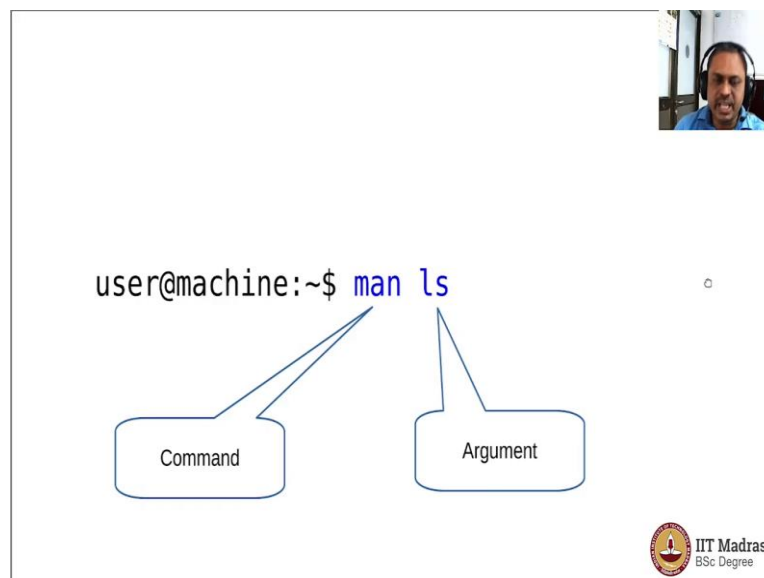 user@machine:~$ man ls
Command
Argument
IIT Madras
BSc Degree